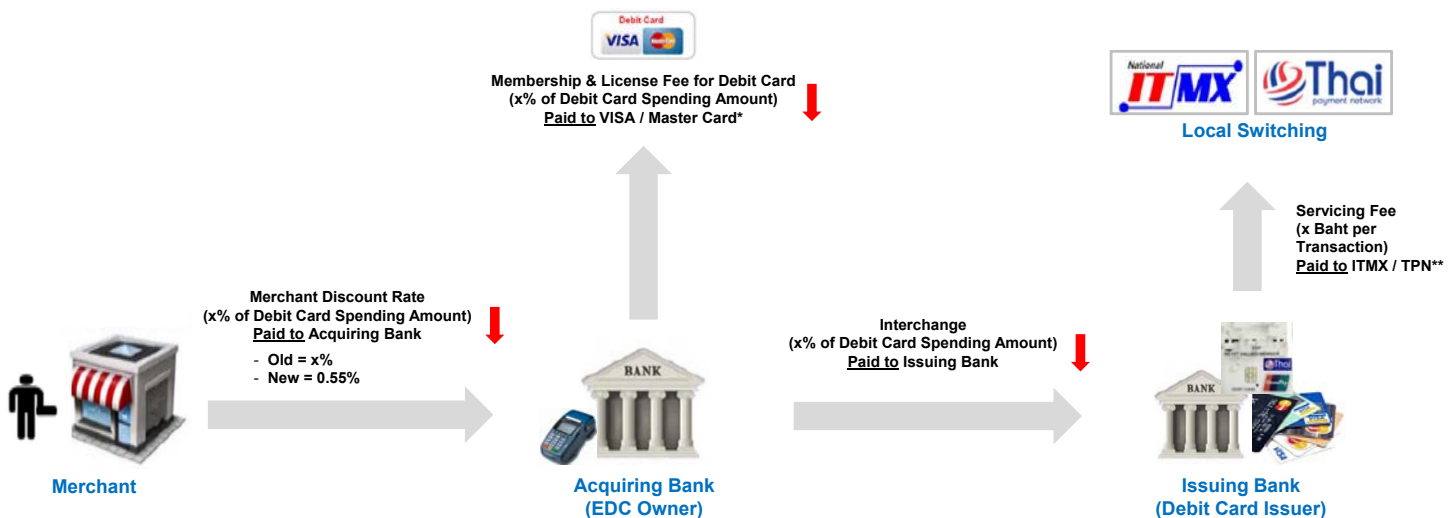 Debit Card
VISA
MasterCard
Membership & License Fee for Debit Card
(x% of Debit Card Spending Amount)
Paid to VISA / Master Card*
National
ITMX
Thai
payment network
Local Switching
Servicing Fee
(x Baht per
Transaction)
Paid to ITMX / TPN**
Merchant Discount Rate
(x% of Debit Card Spending Amount)
Paid to Acquiring Bank
- Old = x%
- New = 0.55%
Interchange
(x% of Debit Card Spending Amount)
Paid to Issuing Bank
BANK
BANK
Thai
VISA
Merchant
Acquiring Bank
(EDC Owner)
Issuing Bank
(Debit Card Issuer)